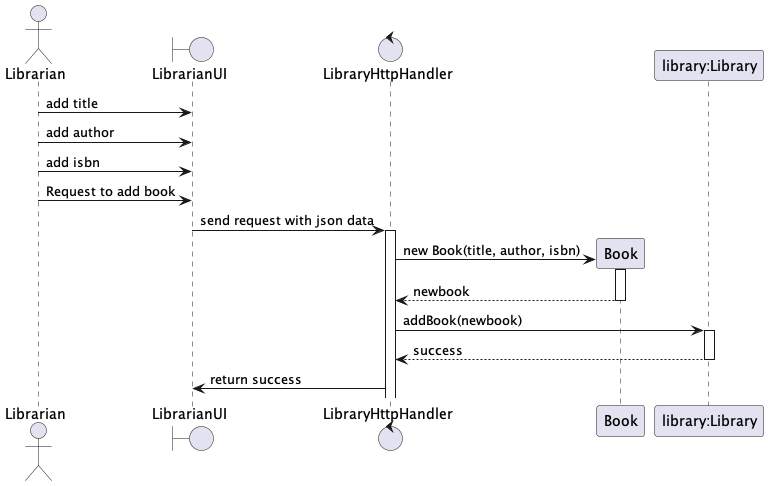 Librarian
LibrarianUI
LibraryHttpHandler
library:Library
add title
add author
add isbn
Request to add book
send request with json data
new Book(title, author, isbn)
Book
newbook
addBook(newbook)
success
return success
Librarian
LibrarianUI
LibraryHttpHandler
Book
library:Library